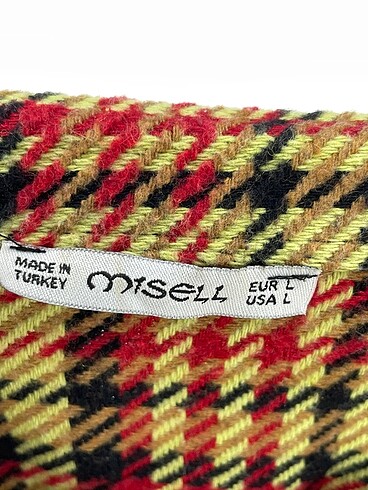 MADE IN
TURKEY
misell
EUR L
USA L